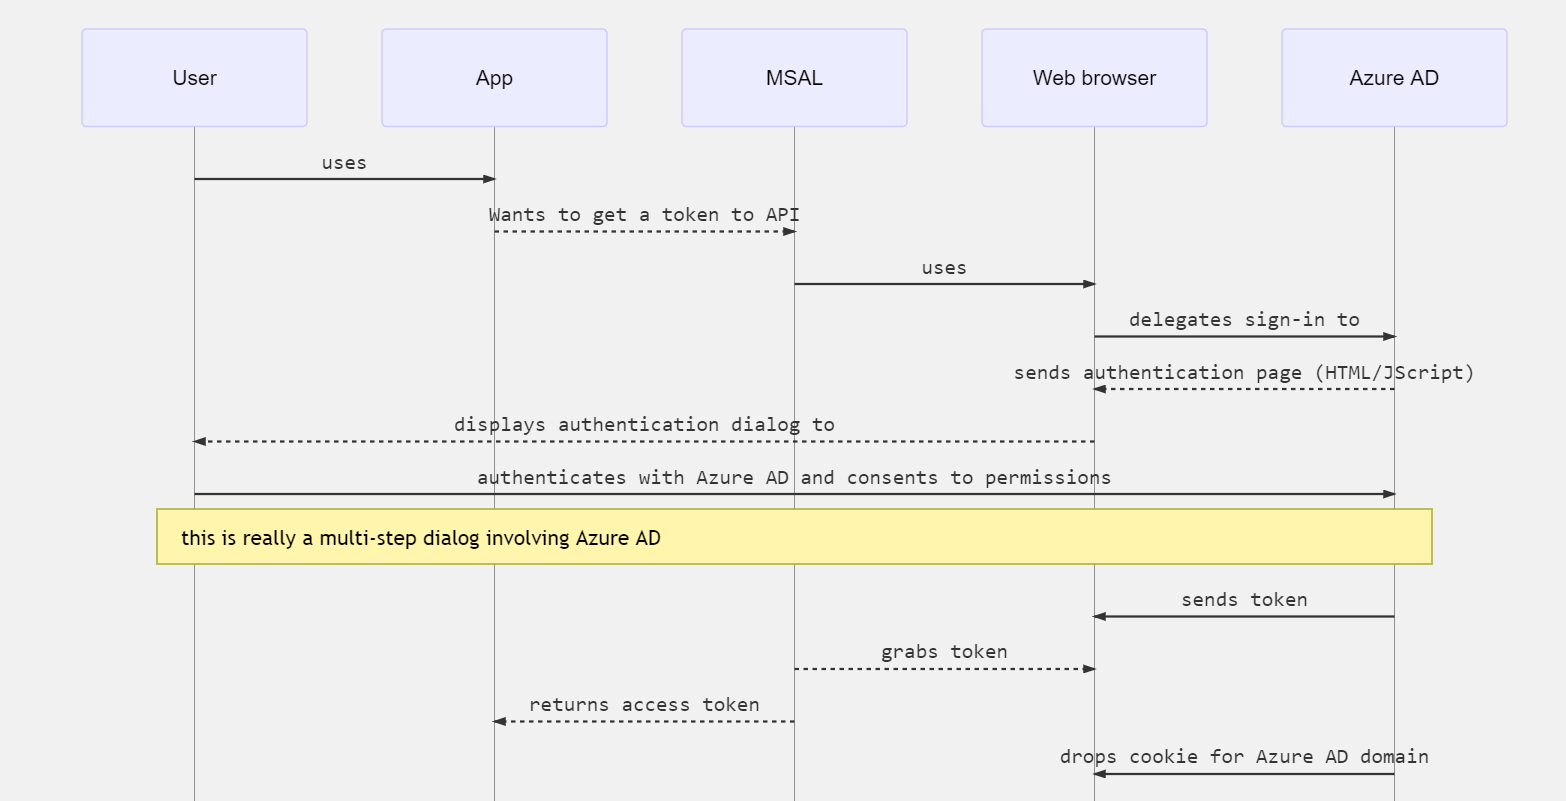 User
App
MSAL
Web browser
Azure AD
uses
Wants to get a token to API
uses
delegates sign-in to
sends authentication page (HTML/JScript)
displays authentication dialog to
authenticates with Azure AD and consents to permissions
this is really a multi-step dialog involving Azure AD
sends token
grabs token
returns access token
drops cookie for Azure AD domain